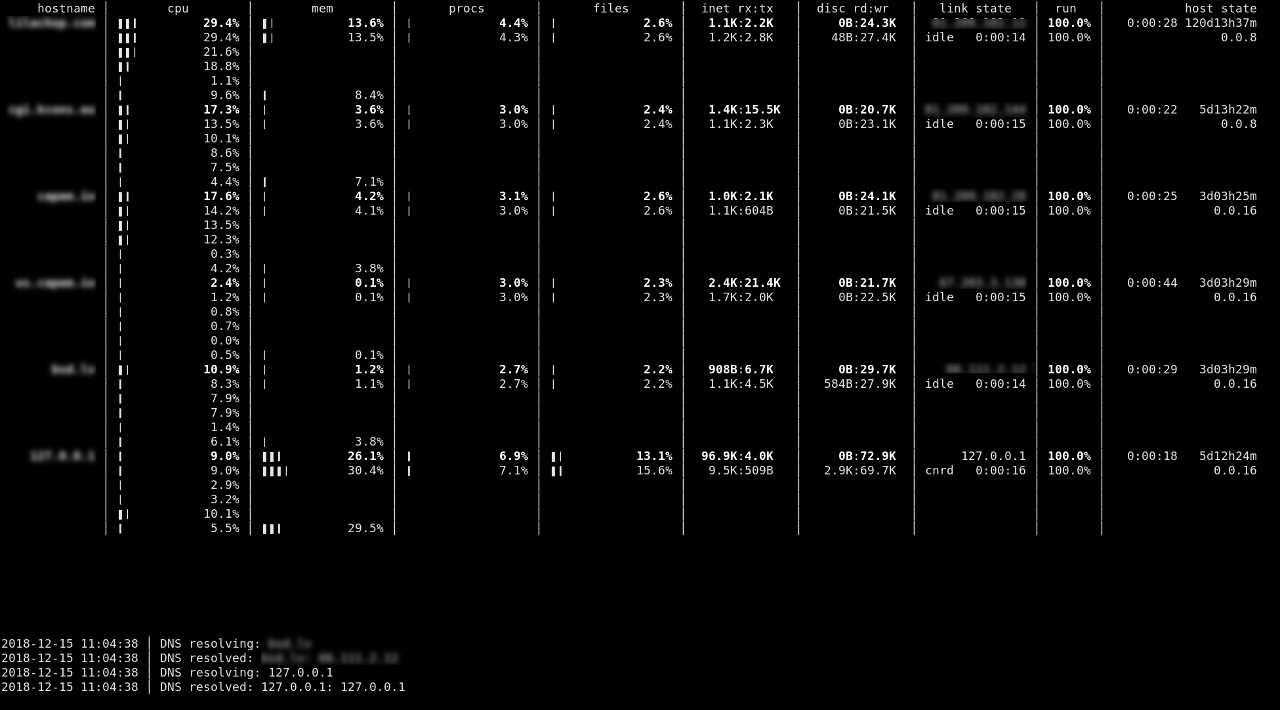 hostname cpu mem procs files inet rx:tx disc rd:wr link state run host state
29.4% 13.6% 4.4% 2.6% 1.1K:2.2K 0B:24.3K 100.0% 0:00:28 120d13h37m
29.4% 13.5% 4.3% 2.6% 1.2K:2.8K 48B:27.4K idle 0:00:14 100.0% 0.0.8
21.6%
18.8%
1.1%
9.6% 8.4%
17.3% 3.6% 3.0% 2.4% 1.4K:15.5K 0B:20.7K 100.0% 0:00:22 5d13h22m
13.5% 3.6% 3.0% 2.4% 1.1K:2.3K 0B:23.1K idle 0:00:15 100.0% 0.0.8
10.1%
8.6%
7.5%
4.4% 7.1%
17.6% 4.2% 3.1% 2.6% 1.0K:2.1K 0B:24.1K 100.0% 0:00:25 3d03h25m
14.2% 4.1% 3.0% 2.6% 1.1K:604B 0B:21.5K idle 0:00:15 100.0% 0.0.16
13.5%
12.3%
0.3%
4.2% 3.8%
2.4% 0.1% 3.0% 2.3% 2.4K:21.4K 0B:21.7K 100.0% 0:00:44 3d03h29m
1.2% 0.1% 3.0% 2.3% 1.7K:2.0K 0B:22.5K idle 0:00:15 100.0% 0.0.16
0.8%
0.7%
0.0%
0.5% 0.1%
10.9% 1.2% 2.7% 2.2% 908B:6.7K 0B:29.7K 100.0% 0:00:29 3d03h29m
8.3% 1.1% 2.7% 2.2% 1.1K:4.5K 584B:27.9K idle 0:00:14 100.0% 0.0.16
7.9%
7.9%
1.4%
6.1% 3.8%
9.0% 26.1% 6.9% 13.1% 96.9K:4.0K 0B:72.9K 127.0.0.1 100.0% 0:00:18 5d12h24m
9.0% 30.4% 7.1% 15.6% 9.5K:509B 2.9K:69.7K cnrd 0:00:16 100.0% 0.0.16
2.9%
3.2%
10.1%
5.5% 29.5%
2018-12-15 11:04:38 │ DNS resolving:
2018-12-15 11:04:38 │ DNS resolved:
2018-12-15 11:04:38 │ DNS resolving: 127.0.0.1
2018-12-15 11:04:38 │ DNS resolved: 127.0.0.1: 127.0.0.1